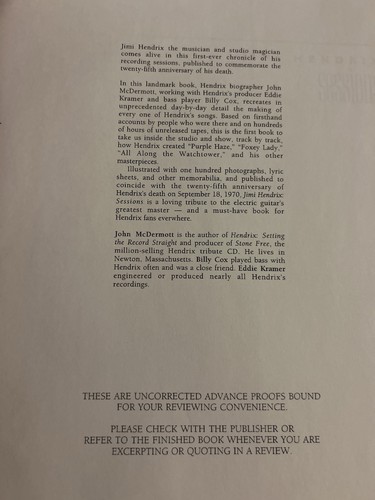 Jimi Hendrix the musician and studio magician
comes alive in this first-ever chronicle of his
recording sessions, published to commemorate the
twenty-fifth anniversary of his death.
In this landmark book, Hendrix biographer John
McDermott, working with Hendrix's producer Eddie
Kramer and bass player Billy Cox, recreates in
unprecedented day-by-day detail the making of
every one of Hendrix's songs. Based on firsthand
accounts by people who were there and on hundreds
of hours of unreleased tapes, this is the first book to
take us inside the studio and show, track by track,
how Hendrix created "Purple Haze," "Foxey Lady,"
"All Along the Watchtower," and his other
masterpieces.
Illustrated with one hundred photographs, lyric
sheets, and other memorabilia, and published to
coincide with the twenty-fifth anniversary of
Hendrix's death on September 18, 1970, Jimi Hendrix:
Sessions is a loving tribute to the electric guitar's
greatest master — and a must-have book for
Hendrix fans everywhere.
John McDermott is the author of Hendrix: Setting
the Record Straight and producer of Stone Free, the
million-selling Hendrix tribute CD. He lives in
Newton, Massachusetts. Billy Cox played bass with
Hendrix often and was a close friend. Eddie Kramer
engineered or produced nearly all Hendrix's
recordings.
THESE ARE UNCORRECTED ADVANCE PROOFS BOUND
FOR YOUR REVIEWING CONVENIENCE.
PLEASE CHECK WITH THE PUBLISHER OR
REFER TO THE FINISHED BOOK WHENEVER YOU ARE
EXCERPTING OR QUOTING IN A REVIEW.